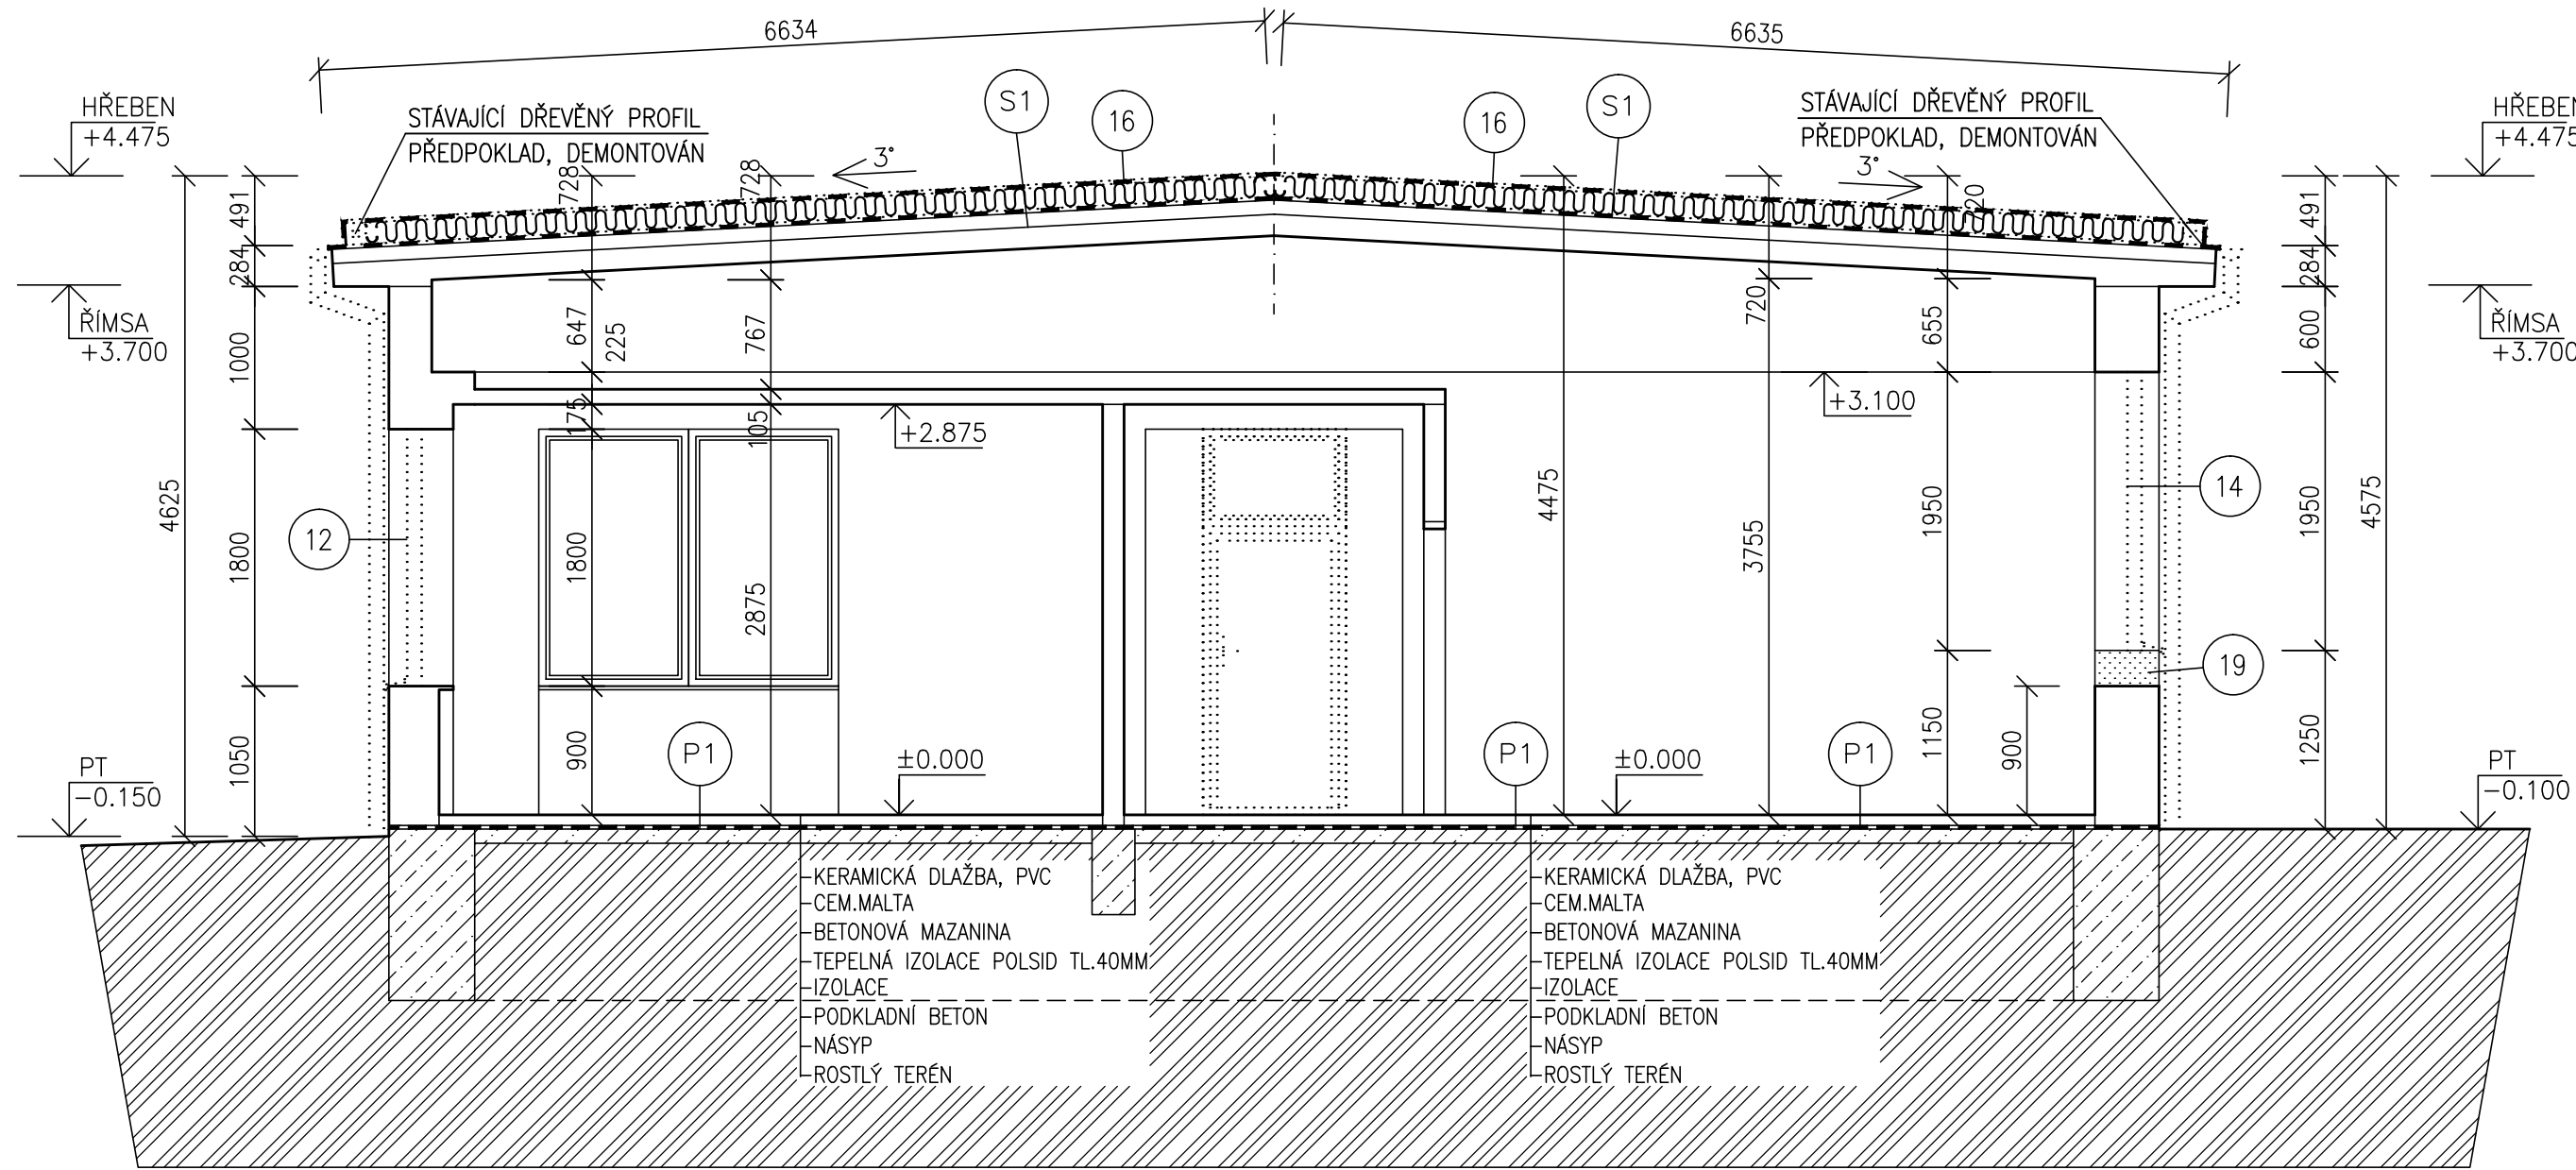 6634
6635
HŘEBEN
+4.475
STÁVAJÍCÍ DŘEVĚNÝ PROFIL
PŘEDPOKLAD, DEMONTOVÁN
S1
16
16
S1
STÁVAJÍCÍ DŘEVĚNÝ PROFIL
PŘEDPOKLAD, DEMONTOVÁN
HŘEBEN
+4.475
3°
3°
491
728
728
720
491
284
284
ŘÍMSA
+3.700
ŘÍMSA
+3.700
1000
647
225
767
720
655
600
175
105
+2.875
+3.100
4625
1800
12
1800
2875
4475
3755
1950
14
1950
4575
19
1050
900
P1
±0.000
P1
±0.000
P1
1150
900
1250
PT
-0.150
PT
-0.100
KERAMICKÁ DLAŽBA, PVC
CEM.MALTA
BETONOVÁ MAZANINA
TEPELNÁ IZOLACE POLSID TL.40MM
IZOLACE
PODKLADNÍ BETON
NÁSYP
ROSTLÝ TERÉN
KERAMICKÁ DLAŽBA, PVC
CEM.MALTA
BETONOVÁ MAZANINA
TEPELNÁ IZOLACE POLSID TL.40MM
IZOLACE
PODKLADNÍ BETON
NÁSYP
ROSTLÝ TERÉN